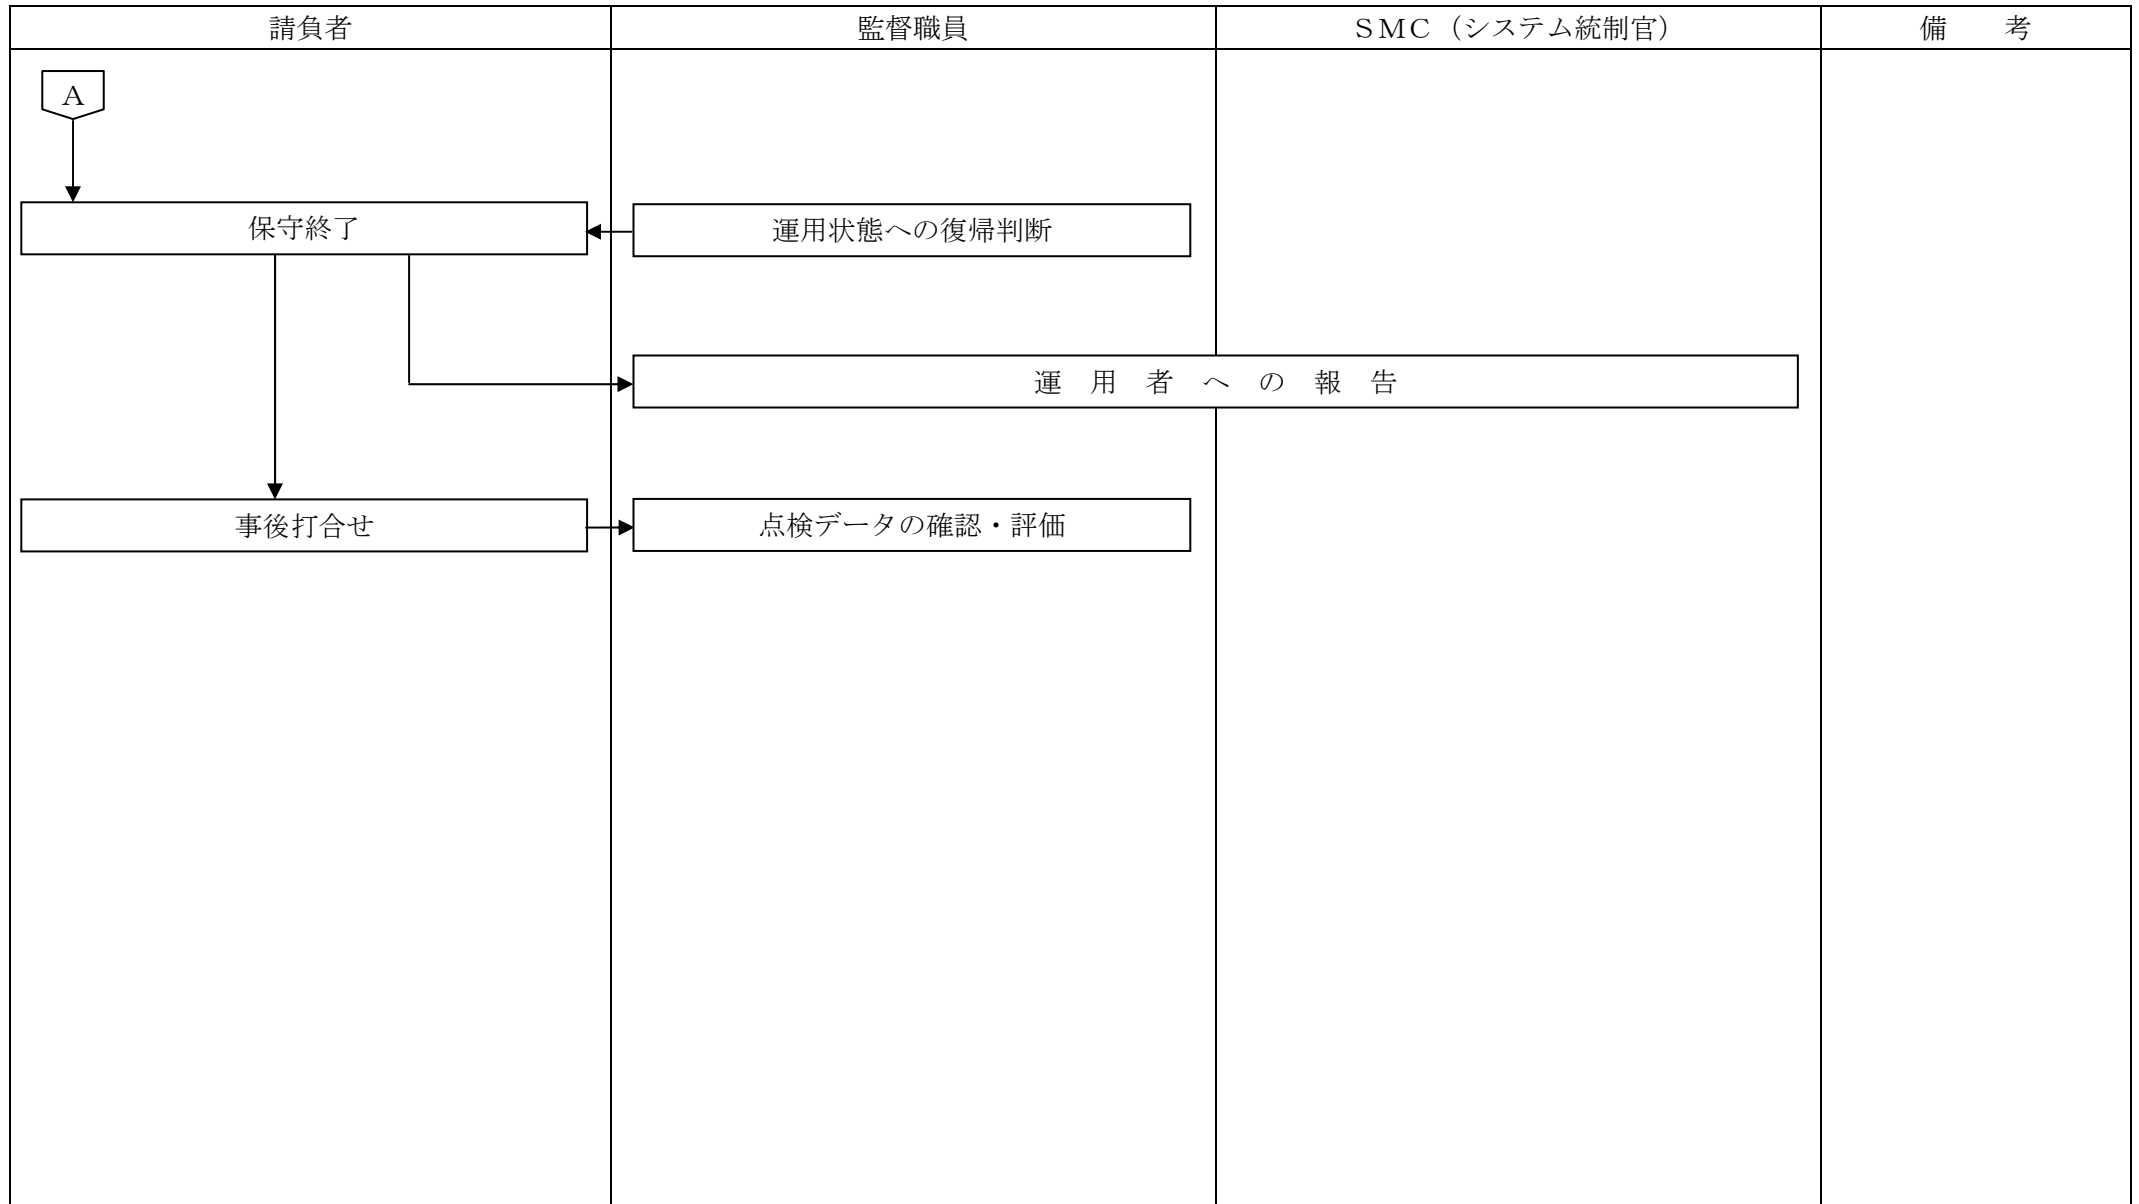 請負者 監督職員 ＳＭＣ（システム統制官） 備　　考
Ａ
保守終了 運用状態への復帰判断
運　用　者　へ　の　報　告
事後打合せ 点検データの確認・評価